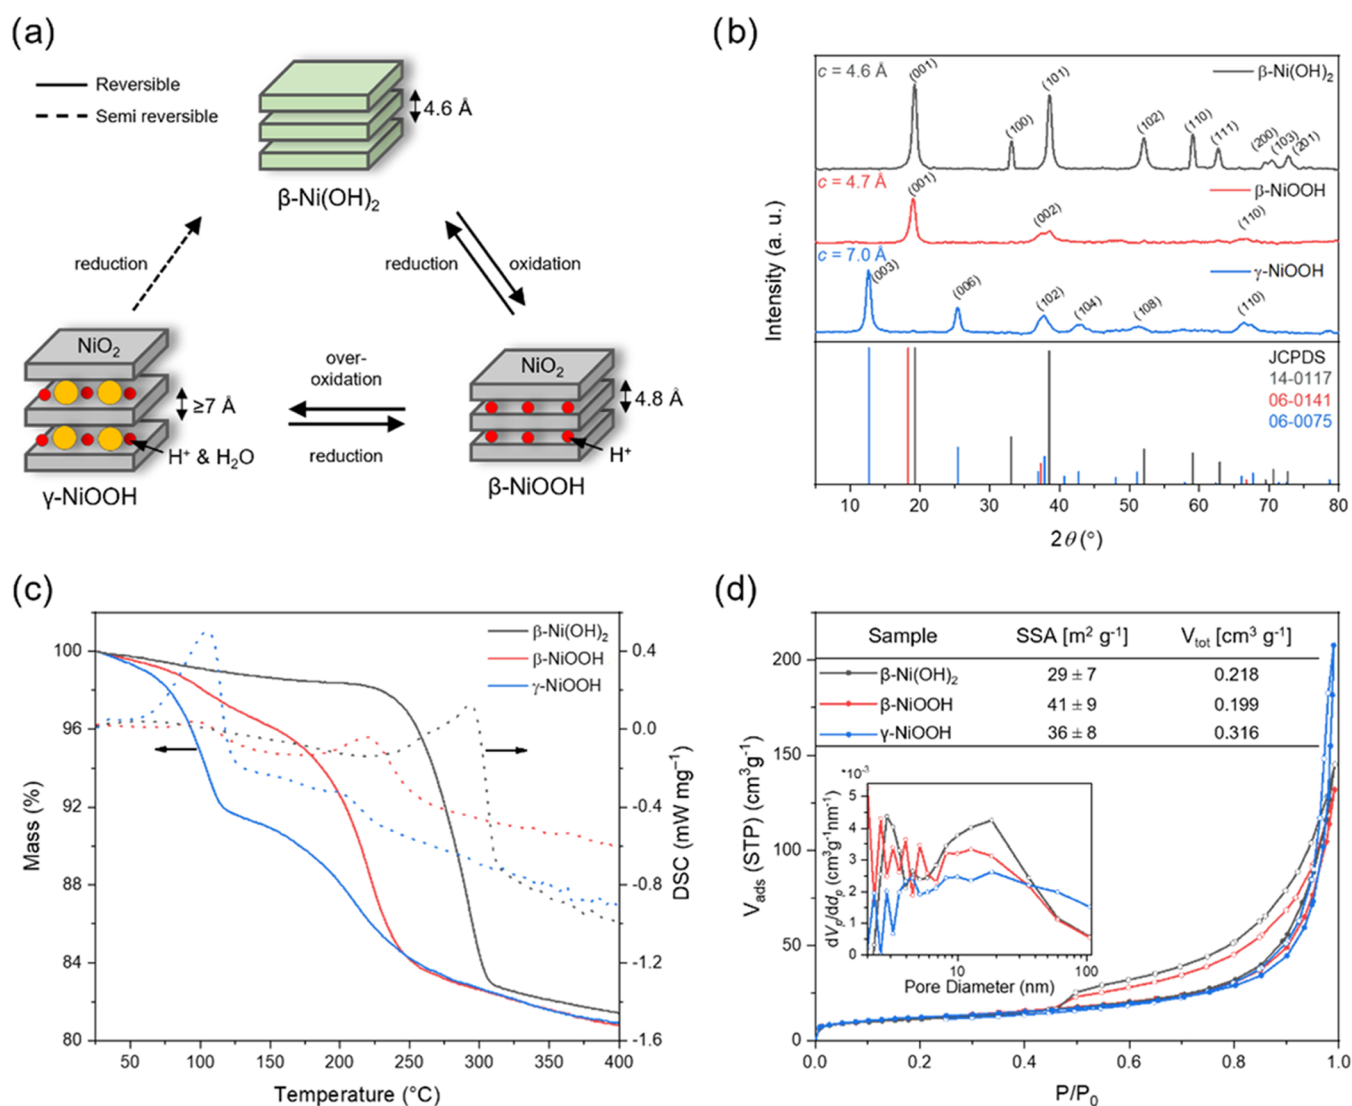 (a)
Reversible
Semi reversible
4.6 Å
β-Ni(OH)₂
reduction
reduction
oxidation
NiO₂
≥7 Å
H⁺ & H₂O
γ-NiOOH
over-
oxidation
reduction
NiO₂
4.8 Å
H⁺
β-NiOOH
(b)
c = 4.6 Å
(001)
(100)
(101)
(102)
(110)
(111)
(200)
(103)
(201)
β-Ni(OH)₂
c = 4.7 Å
(001)
(002)
(110)
β-NiOOH
c = 7.0 Å
(003)
(006)
(102)
(104)
(108)
(110)
γ-NiOOH
JCPDS
14-0117
06-0141
06-0075
Intensity (a. u.)
10 20 30 40 50 60 70 80
2θ (°)
(c)
β-Ni(OH)₂
β-NiOOH
γ-NiOOH
100
96
92
88
84
80
Mass (%)
0.4
0.0
-0.4
-0.8
-1.2
-1.6
DSC (mW mg⁻¹)
50 100 150 200 250 300 350 400
Temperature (°C)
(d)
Sample SSA [m² g⁻¹] Vtot [cm³ g⁻¹]
β-Ni(OH)₂ 29 ± 7 0.218
β-NiOOH 41 ± 9 0.199
γ-NiOOH 36 ± 8 0.316
200
150
100
50
0
Vads (STP) (cm³g⁻¹)
*10⁻³
5
4
3
2
1
0
dVp/ddp (cm³g⁻¹nm⁻¹)
10 100
Pore Diameter (nm)
0.0 0.2 0.4 0.6 0.8 1.0
P/P₀